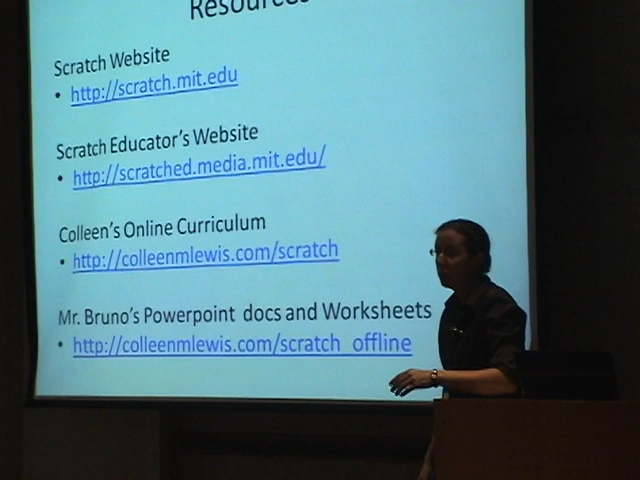 Resources
Scratch Website
• http://scratch.mit.edu
Scratch Educator's Website
• http://scratched.media.mit.edu/
Colleen's Online Curriculum
• http://colleenmlewis.com/scratch
Mr. Bruno's Powerpoint docs and Worksheets
• http://colleenmlewis.com/scratch_offline